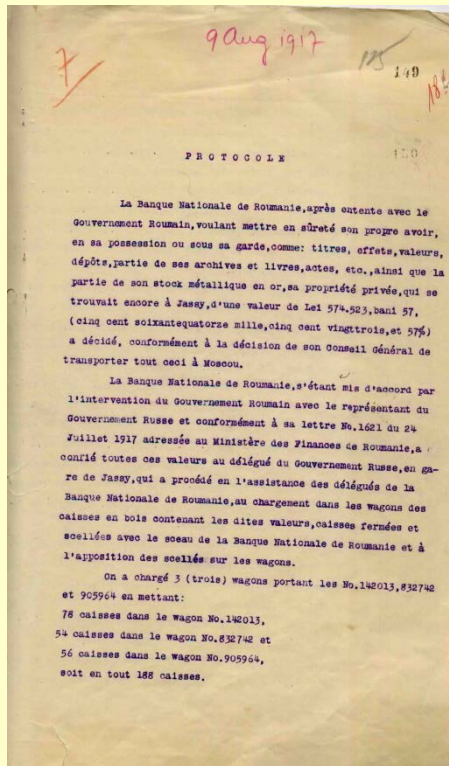 9 Aug 1917
7
185
149
18
150
PROTOCOLE
La Banque Nationale de Roumanie,après entente avec le
Gouvernement Roumain,voulant mettre en sûreté son propre avoir,
en sa possession ou sous sa garde,comme: titres, effets,valeurs,
dépôts,partie de ses archives et livres,actes, etc.,ainsi que la
partie de son stock métallique en or,sa propriété privée,qui se
trouvait encore à Jassy,d'une valeur de Lei 574.523,bani 57,
(cinq cent soixantequatorze mille,cinq cent vingttrois,et 57%)
a décidé, conformément à la décision de son Conseil Général de
transporter tout ceci à Moscou.
La Banque Nationale de Roumanie,s'étant mis d'accord par
l'intervention du Gouvernement Roumain avec le représentant du
Gouvernement Russe et conformément à sa lettre No.1621 du 24
Juillet 1917 adressée au Ministère des Finances de Roumanie,a
confié toutes ces valeurs au délégué du Gouvernement Russe,en ga-
re de Jassy,qui a procédé en l'assistance des délégués de la
Banque Nationale de Roumanie,au chargement dans les wagons des
caisses en bois contenant les dites valeurs,caisses fermées et
scellées avec le sceau de la Banque Nationale de Roumanie et à
l'apposition des scellés sur les wagons.
On a chargé 3 (trois) wagons portant les No.142013,832742
et 905964 en mettant:
78 caisses dans le wagon No.142013,
54 caisses dans le wagon No.832742 et
56 caisses dans le wagon No.905964,
soit en tout 188 caisses.